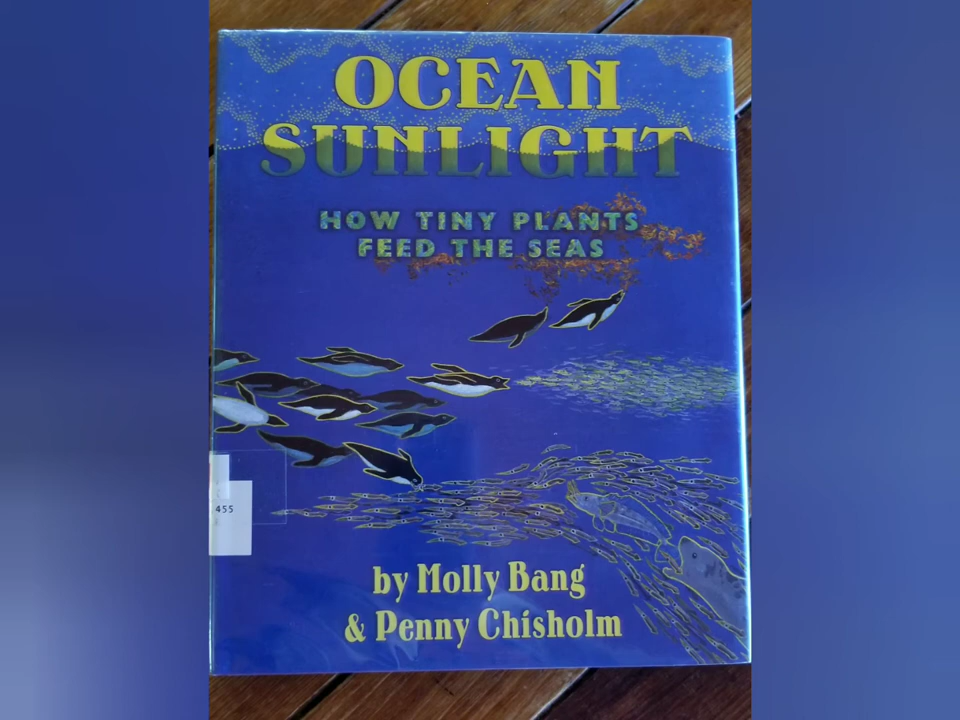 OCEAN
SUNLIGHT
HOW TINY PLANTS
FEED THE SEAS
455
by Molly Bang
& Penny Chisholm